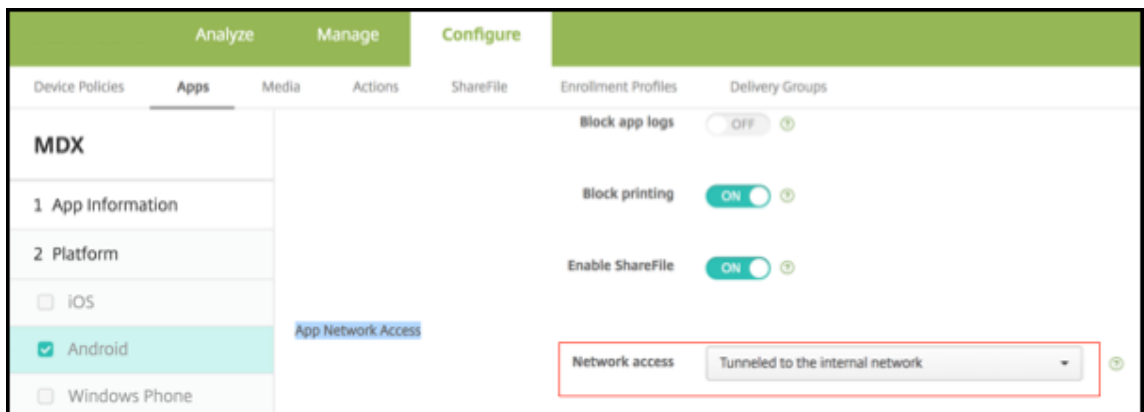 Analyze Manage Configure
Device Policies Apps Media Actions ShareFile Enrollment Profiles Delivery Groups
MDX
1 App Information
2 Platform
iOS
Android
Windows Phone
Block app logs OFF
Block printing ON
Enable ShareFile ON
App Network Access
Network access Tunneled to the internal network